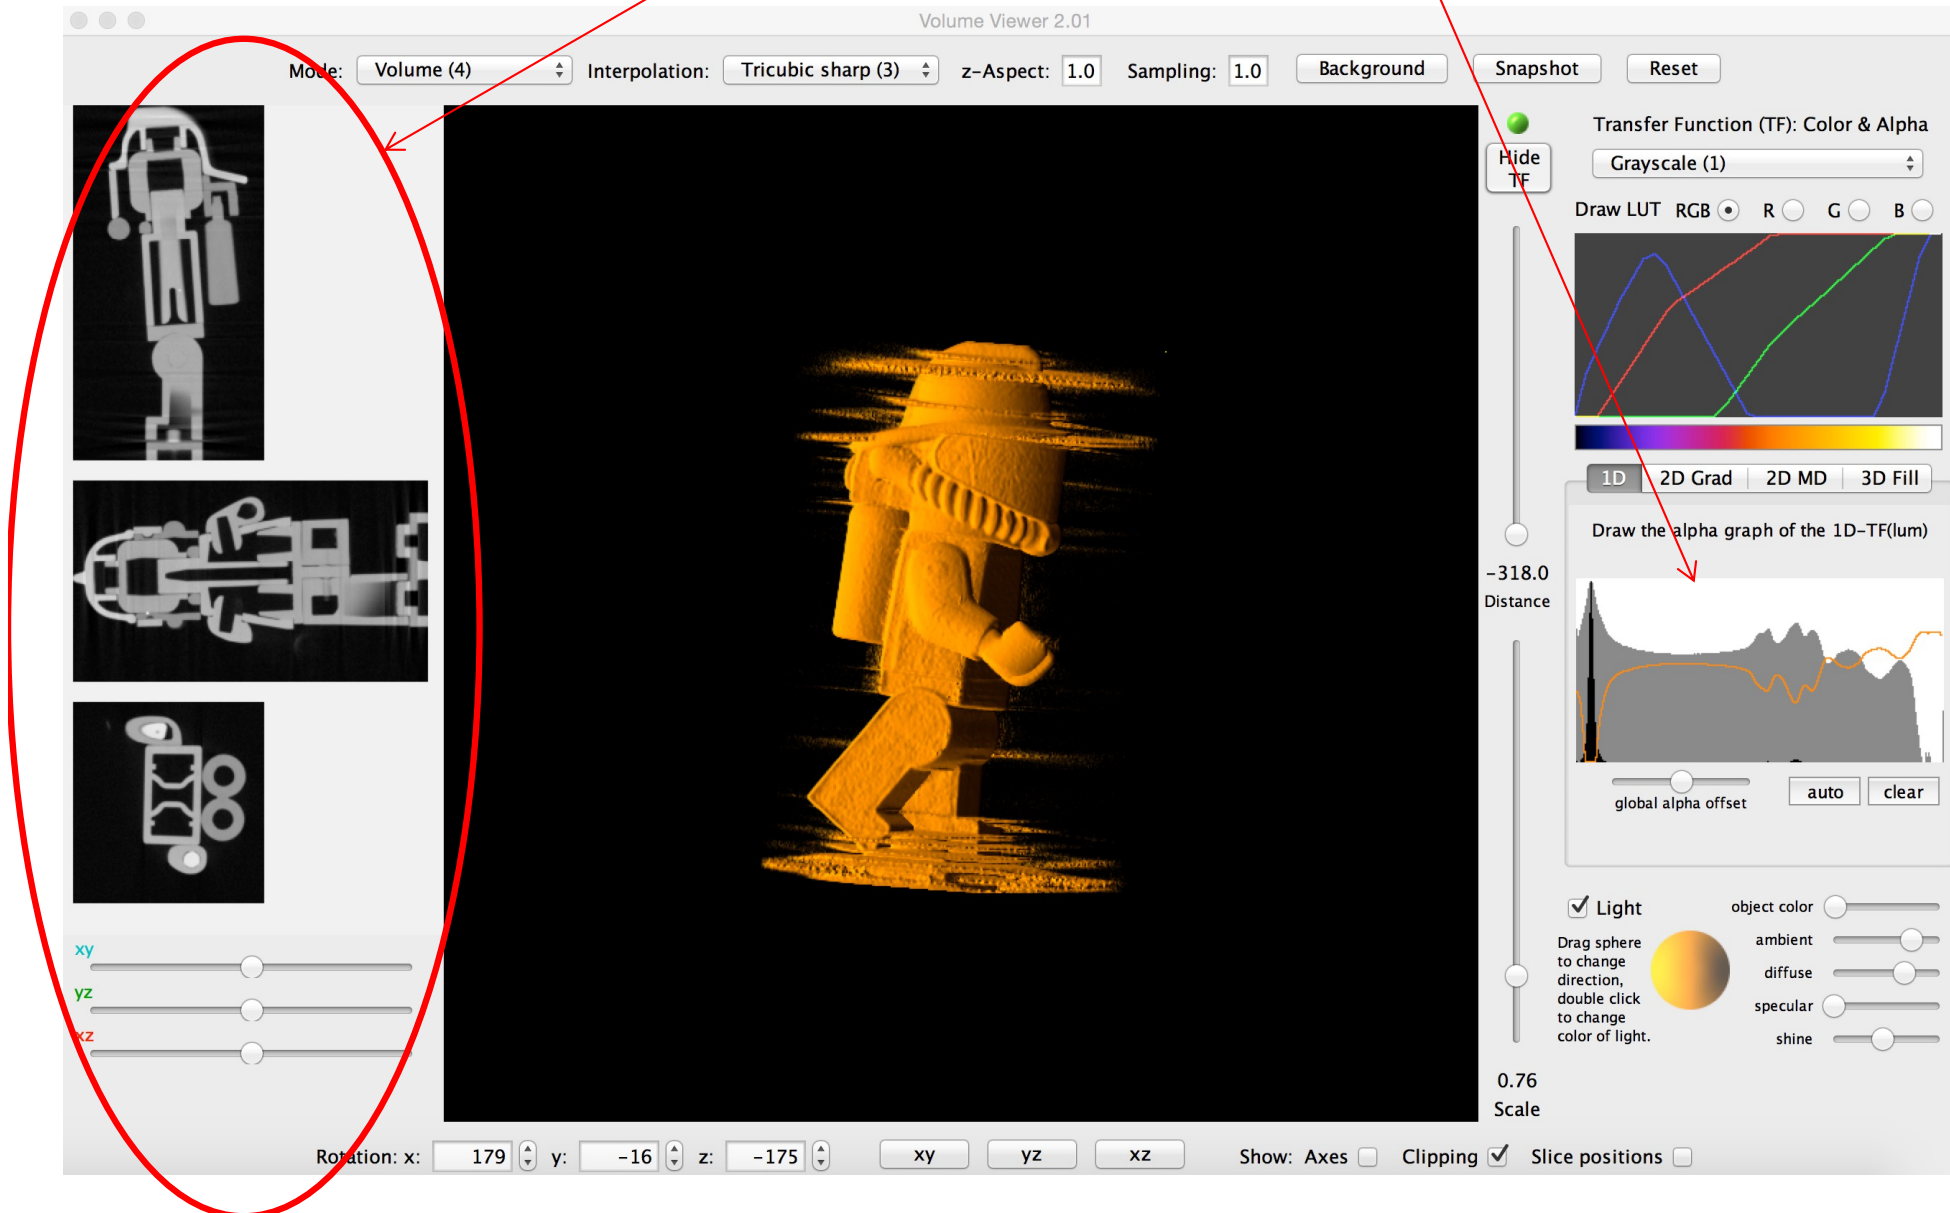 Volume Viewer 2.01
Mode: Volume (4) Interpolation: Tricubic sharp (3) z-Aspect: 1.0 Sampling: 1.0 Background Snapshot Reset
Hide
TF
-318.0
Distance
0.76
Scale
Transfer Function (TF): Color & Alpha
Grayscale (1)
Draw LUT RGB R G B
1D 2D Grad 2D MD 3D Fill
Draw the alpha graph of the 1D-TF(lum)
global alpha offset auto clear
Light
Drag sphere
to change
direction,
double click
to change
color of light.
object color
ambient
diffuse
specular
shine
xy
yz
xz
Rotation: x: 179 y: -16 z: -175 xy yz xz Show: Axes Clipping Slice positions